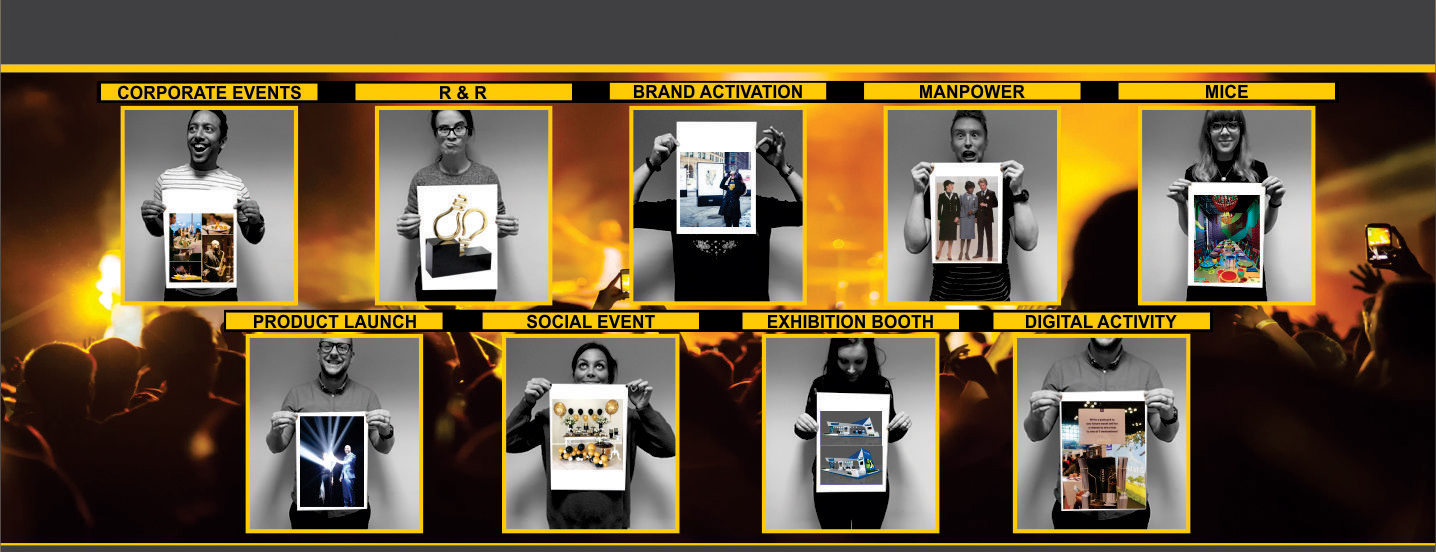 CORPORATE EVENTS
R & R
BRAND ACTIVATION
MANPOWER
MICE
PRODUCT LAUNCH
SOCIAL EVENT
EXHIBITION BOOTH
DIGITAL ACTIVITY